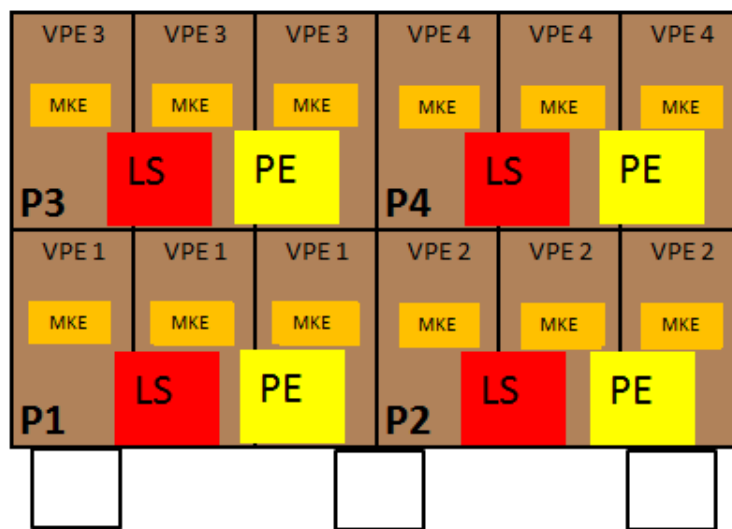 VPE 3 VPE 3 VPE 3 VPE 4 VPE 4 VPE 4
MKE MKE MKE MKE MKE MKE
LS PE LS PE
P3 P4
VPE 1 VPE 1 VPE 1 VPE 2 VPE 2 VPE 2
MKE MKE MKE MKE MKE MKE
LS PE LS PE
P1 P2